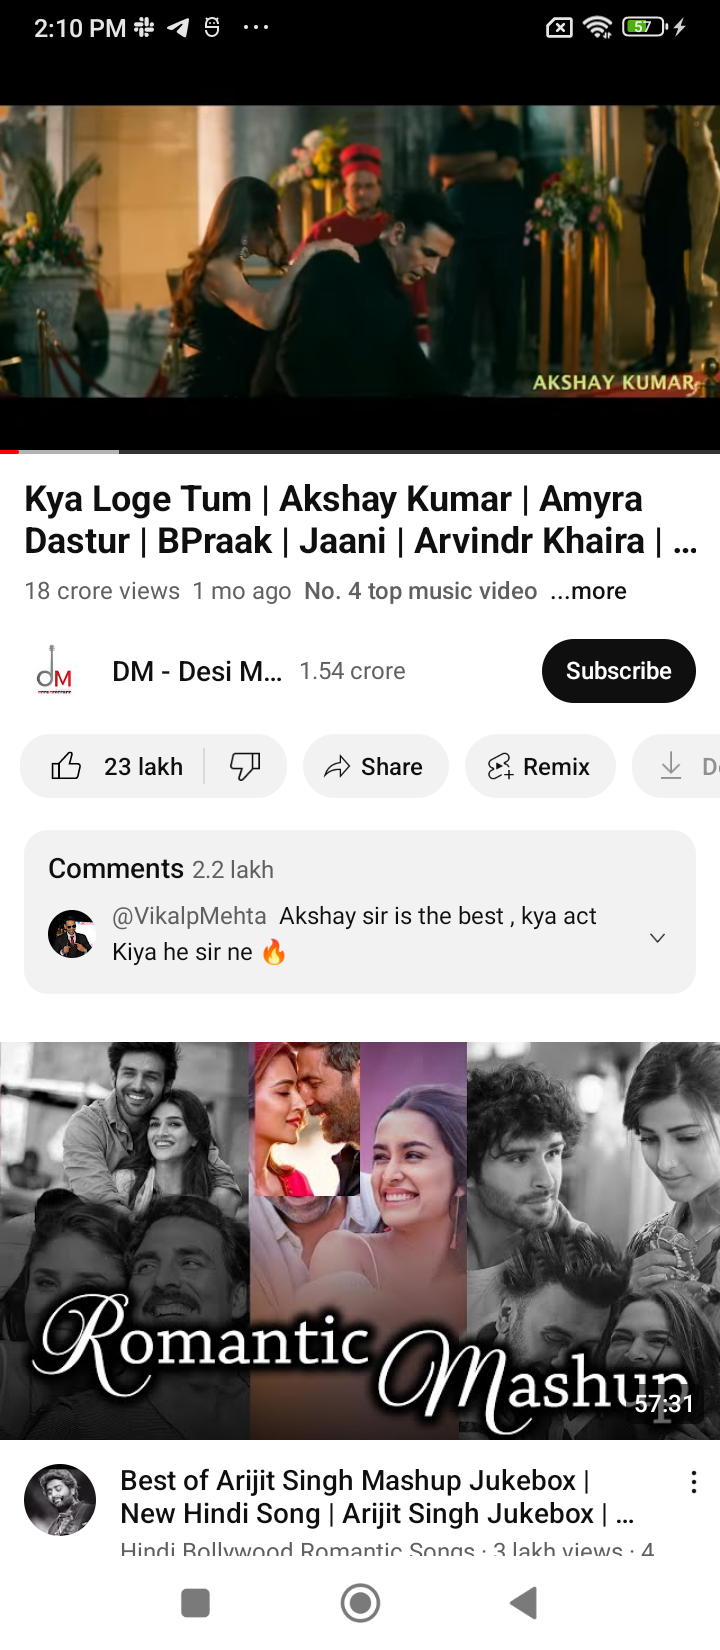 2:10 PM
57
AKSHAY KUMAR
Kya Loge Tum | Akshay Kumar | Amyra
Dastur | BPraak | Jaani | Arvindr Khaira | ...
18 crore views 1 mo ago No. 4 top music video ...more
DM
DM - Desi M... 1.54 crore
Subscribe
23 lakh
Share
Remix
Comments 2.2 lakh
@VikalpMehta Akshay sir is the best , kya act
Kiya he sir ne 🔥
Romantic Mashup
57:31
Best of Arijit Singh Mashup Jukebox |
New Hindi Song | Arijit Singh Jukebox | ...
Hindi Bollywood Romantic Songs · 3 lakh views · 4